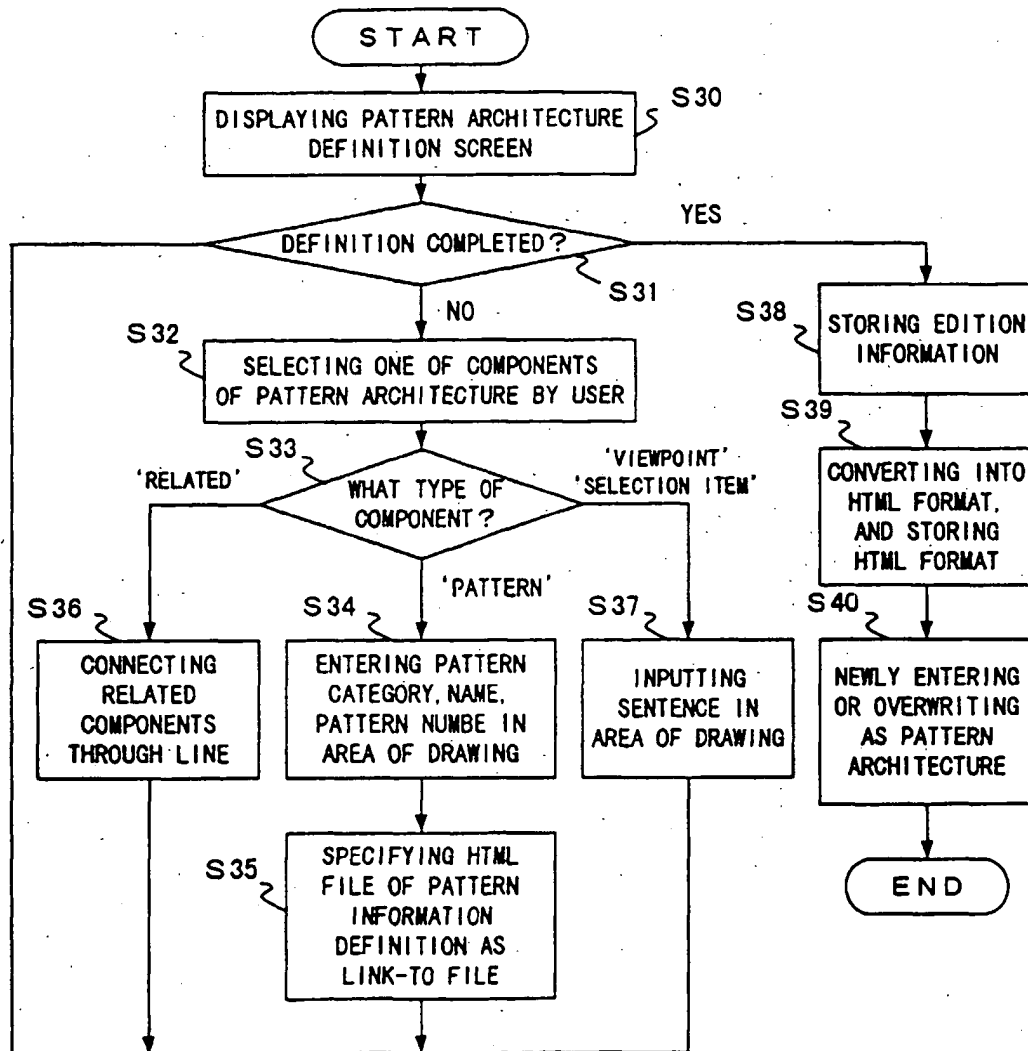 START
S30
DISPLAYING PATTERN ARCHITECTURE
DEFINITION SCREEN
YES
DEFINITION COMPLETED?
S31
NO
S32
SELECTING ONE OF COMPONENTS
OF PATTERN ARCHITECTURE BY USER
S33
'RELATED'
WHAT TYPE OF
COMPONENT?
'VIEWPOINT'
'SELECTION ITEM'
'PATTERN'
S36
CONNECTING
RELATED
COMPONENTS
THROUGH LINE
S34
ENTERING PATTERN
CATEGORY, NAME,
PATTERN NUMBE IN
AREA OF DRAWING
S35
SPECIFYING HTML
FILE OF PATTERN
INFORMATION
DEFINITION AS
LINK-TO FILE
S37
INPUTTING
SENTENCE IN
AREA OF DRAWING
S38
STORING EDITION
INFORMATION
S39
CONVERTING INTO
HTML FORMAT,
AND STORING
HTML FORMAT
S40
NEWLY ENTERING
OR OVERWRITING
AS PATTERN
ARCHITECTURE
END